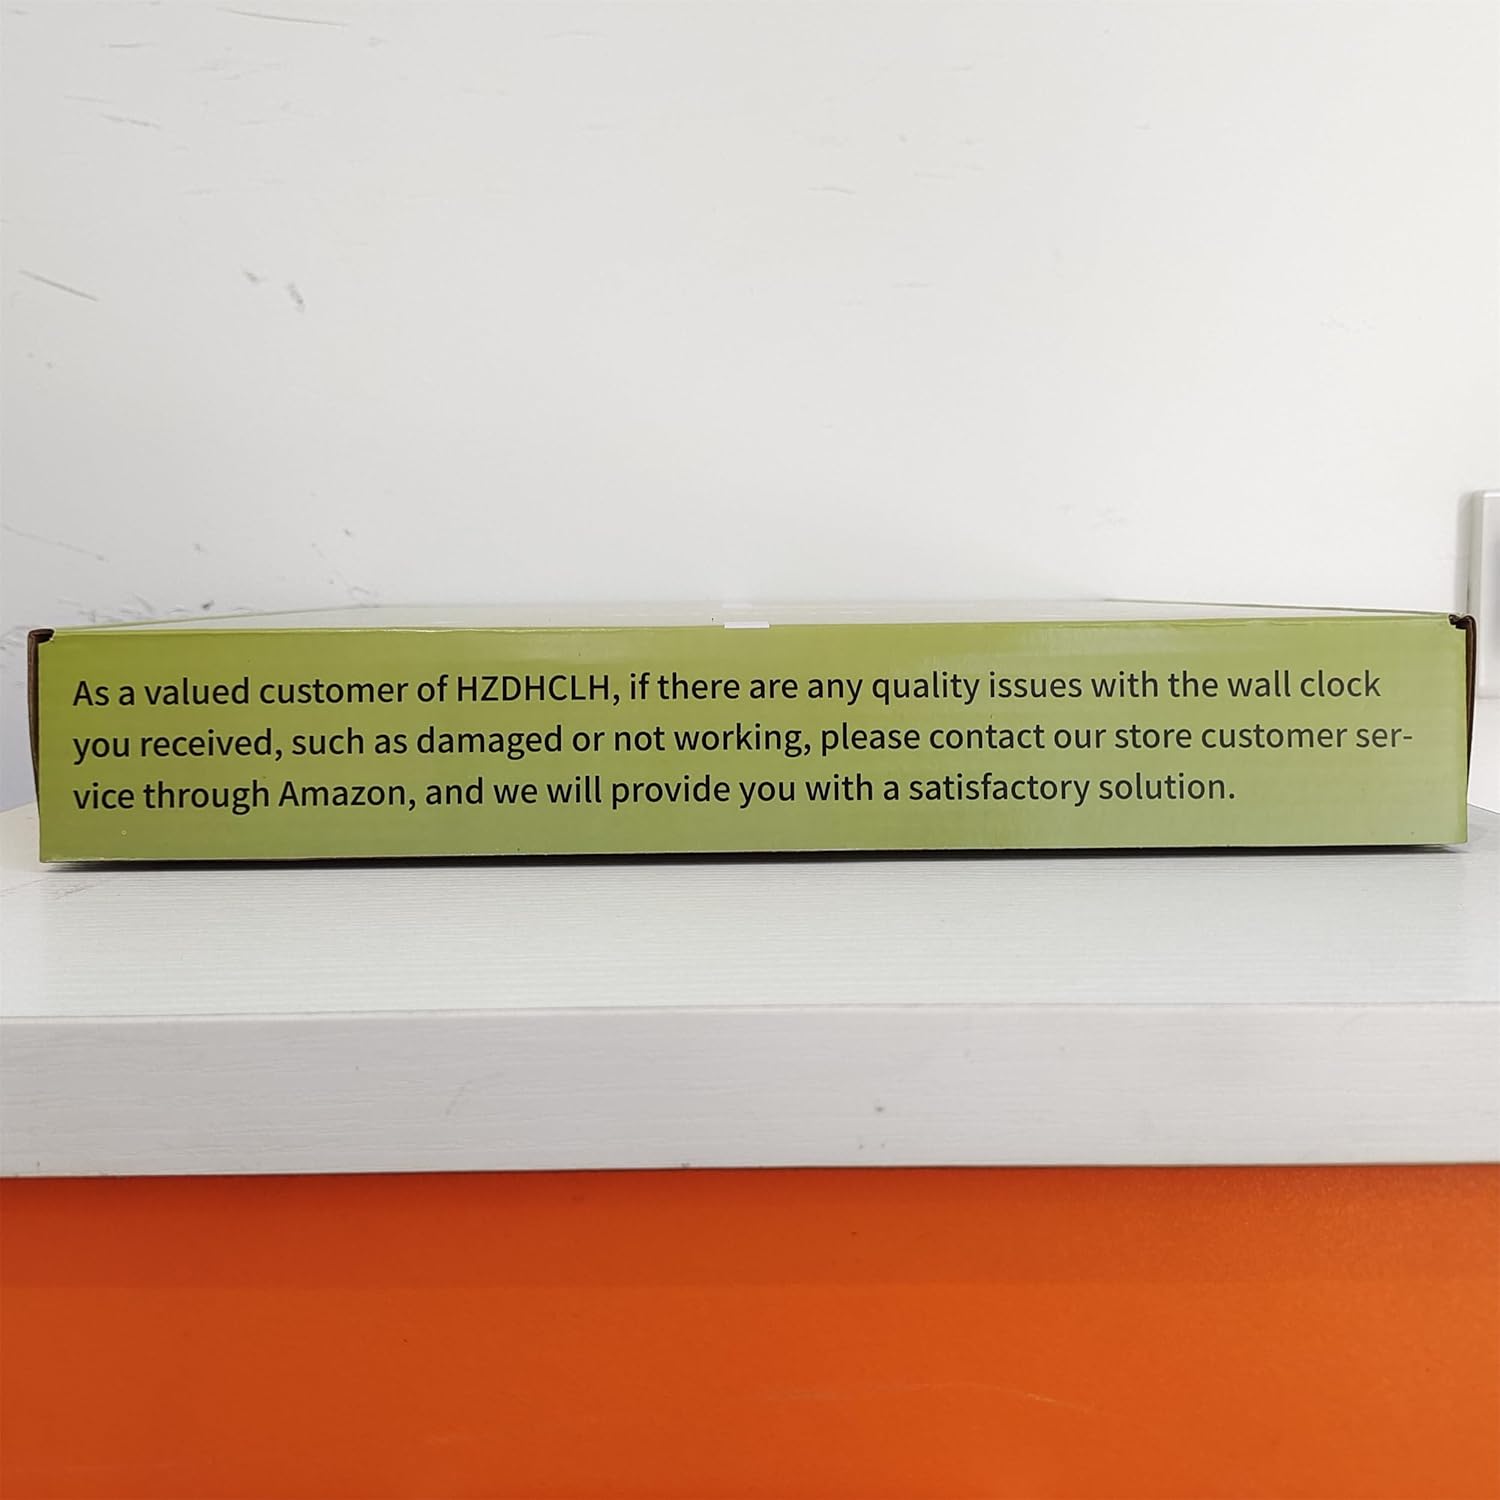 As a valued customer of HZDHCLH, if there are any quality issues with the wall clock
you received, such as damaged or not working, please contact our store customer ser-
vice through Amazon, and we will provide you with a satisfactory solution.